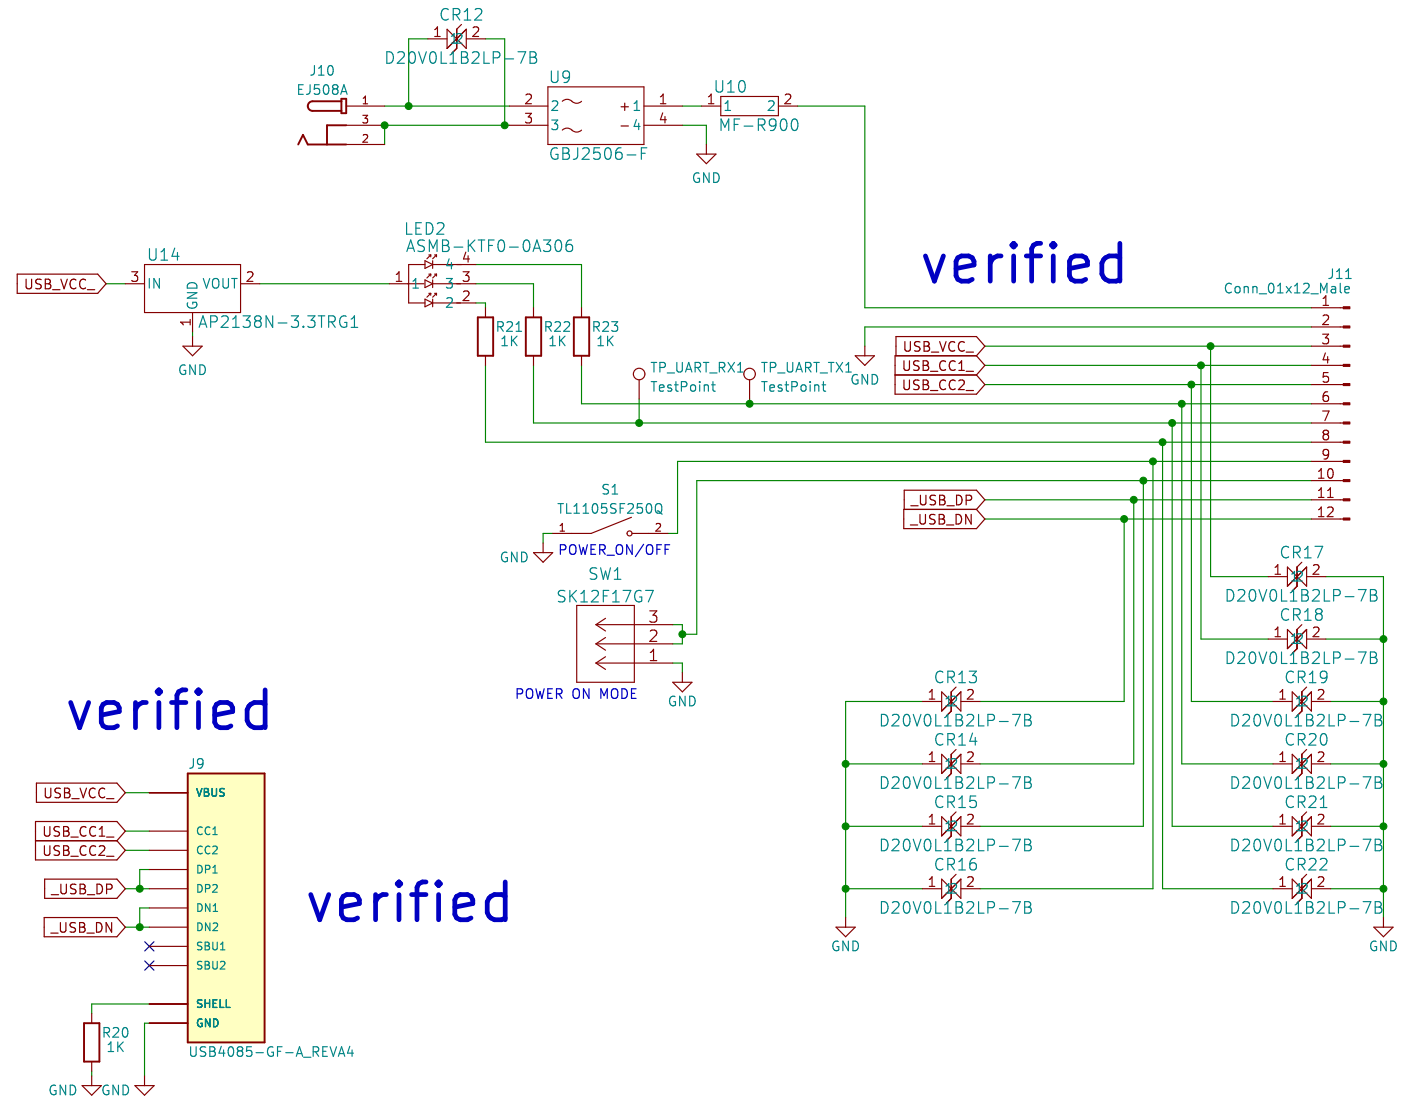 CR12
1 2
D20V0L1B2LP-7B
J10
EJ508A
1
3
2
U9
2 2 +1 1
3 3 -4 4
GBJ2506-F
U10
1 1 2 2
MF-R900
GND
LED2
ASMB-KTF0-0A306
4 4
1 1 3 3
2 2
U14
USB_VCC_ 3 IN VOUT 2
GND
1
AP2138N-3.3TRG1
GND
R21
1K
R22
1K
R23
1K
TP_UART_RX1
TestPoint
TP_UART_TX1
TestPoint
verified
J11
Conn_01x12_Male
1
2
USB_VCC_ 3
USB_CC1_ 4
GND
USB_CC2_ 5
6
7
8
9
10
_USB_DP 11
_USB_DN 12
S1
TL1105SF250Q
1 2
GND
POWER_ON/OFF
SW1
SK12F17G7
3
2
1
POWER ON MODE
GND
CR17
1 2
D20V0L1B2LP-7B
CR18
1 2
D20V0L1B2LP-7B
CR13
1 2
D20V0L1B2LP-7B
CR19
1 2
D20V0L1B2LP-7B
CR14
1 2
D20V0L1B2LP-7B
CR20
1 2
D20V0L1B2LP-7B
CR15
1 2
D20V0L1B2LP-7B
CR21
1 2
D20V0L1B2LP-7B
CR16
1 2
D20V0L1B2LP-7B
CR22
1 2
D20V0L1B2LP-7B
GND
GND
verified
J9
USB_VCC_ VBUS
USB_CC1_ CC1
USB_CC2_ CC2
DP1
_USB_DP DP2
DN1
_USB_DN DN2
SBU1
SBU2
SHELL
GND
R20
1K
USB4085-GF-A_REVA4
GND GND
verified